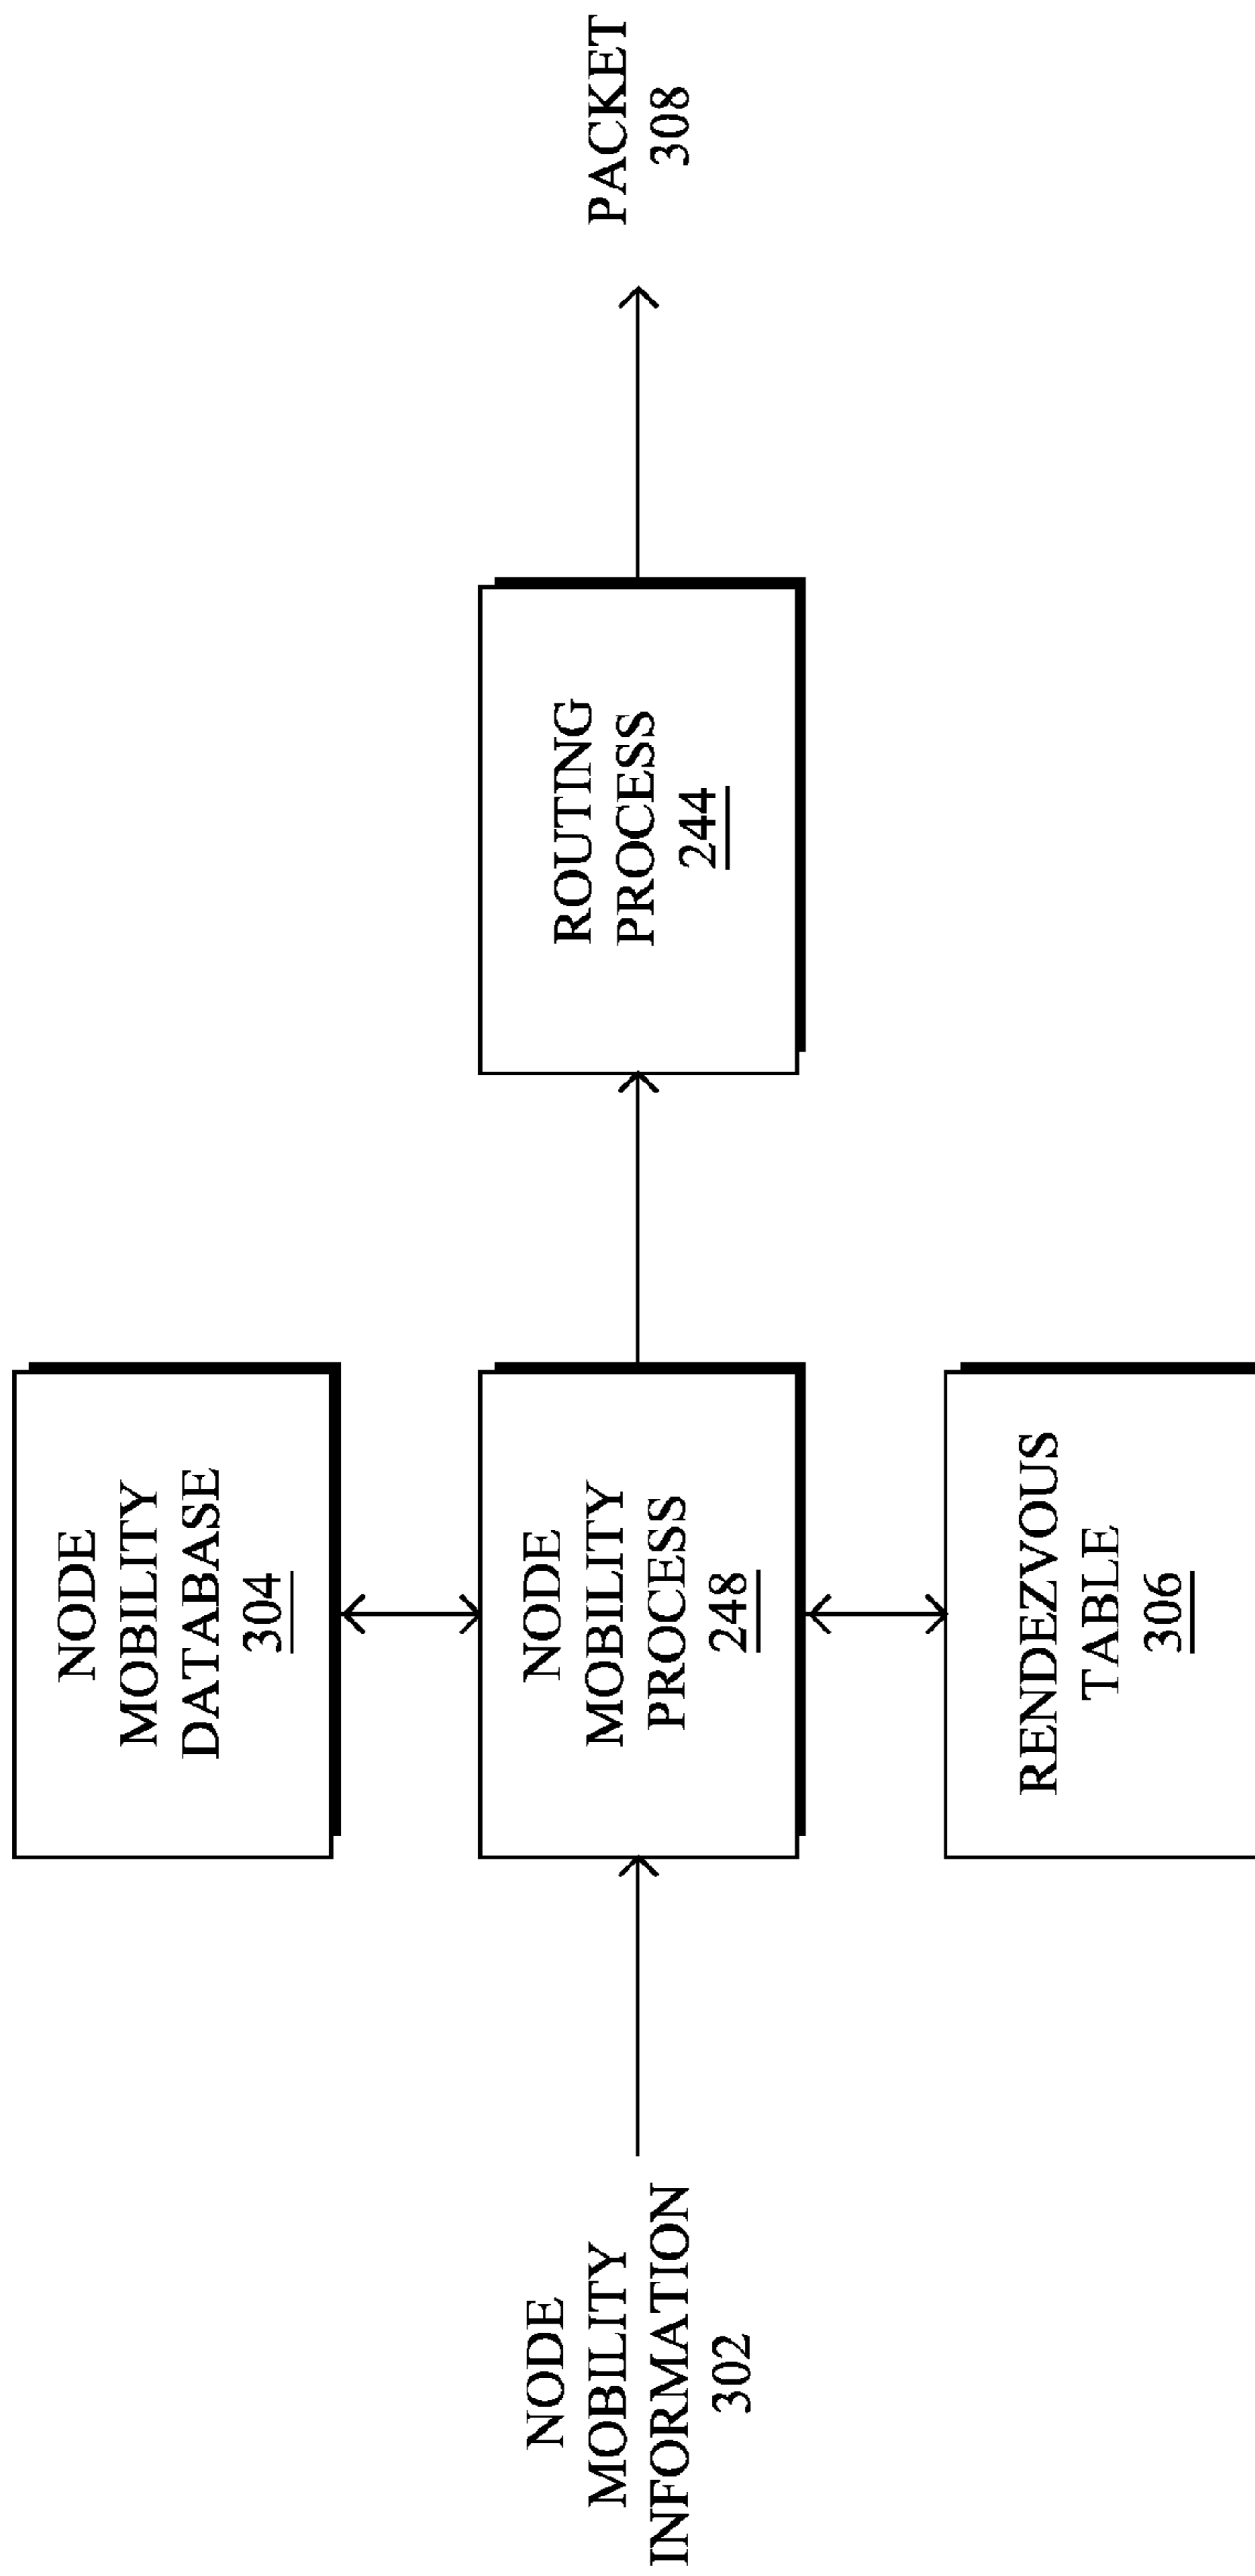 NODE
MOBILITY
DATABASE
304
NODE
MOBILITY
INFORMATION
302
NODE
MOBILITY
PROCESS
248
ROUTING
PROCESS
244
PACKET
308
RENDEZVOUS
TABLE
306